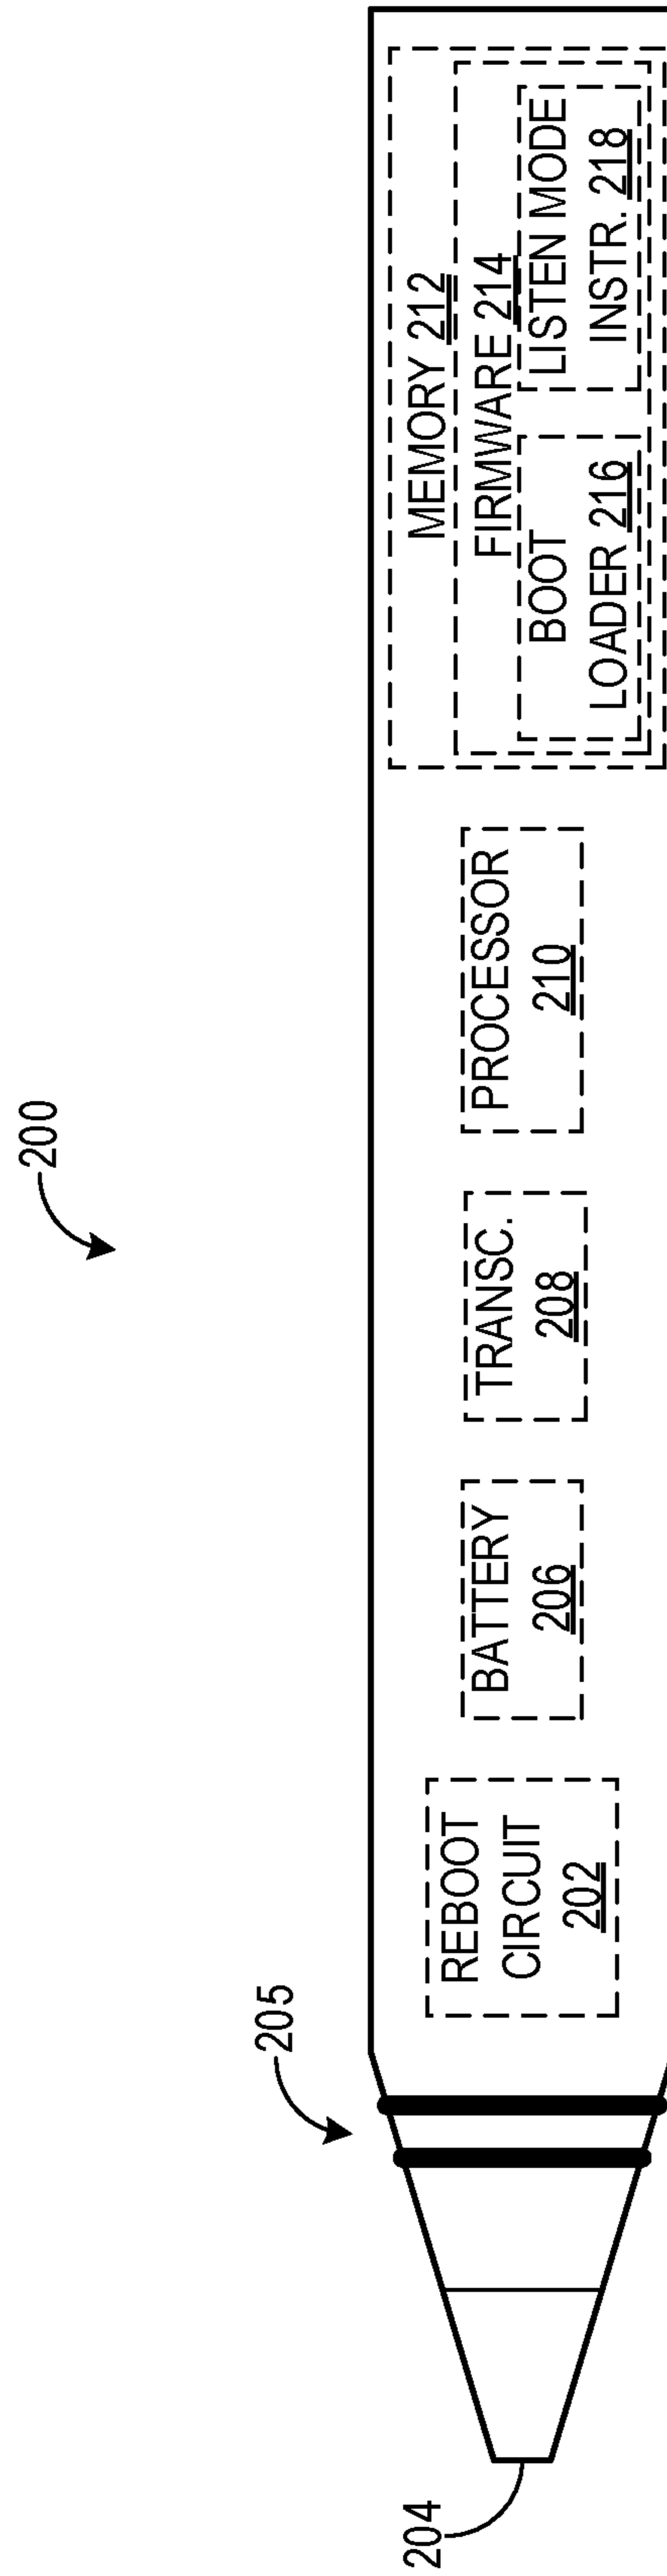 200
205
204
REBOOT
CIRCUIT
202
BATTERY
206
TRANSC.
208
PROCESSOR
210
MEMORY 212
FIRMWARE 214
BOOT
LOADER 216
LISTEN MODE
INSTR. 218